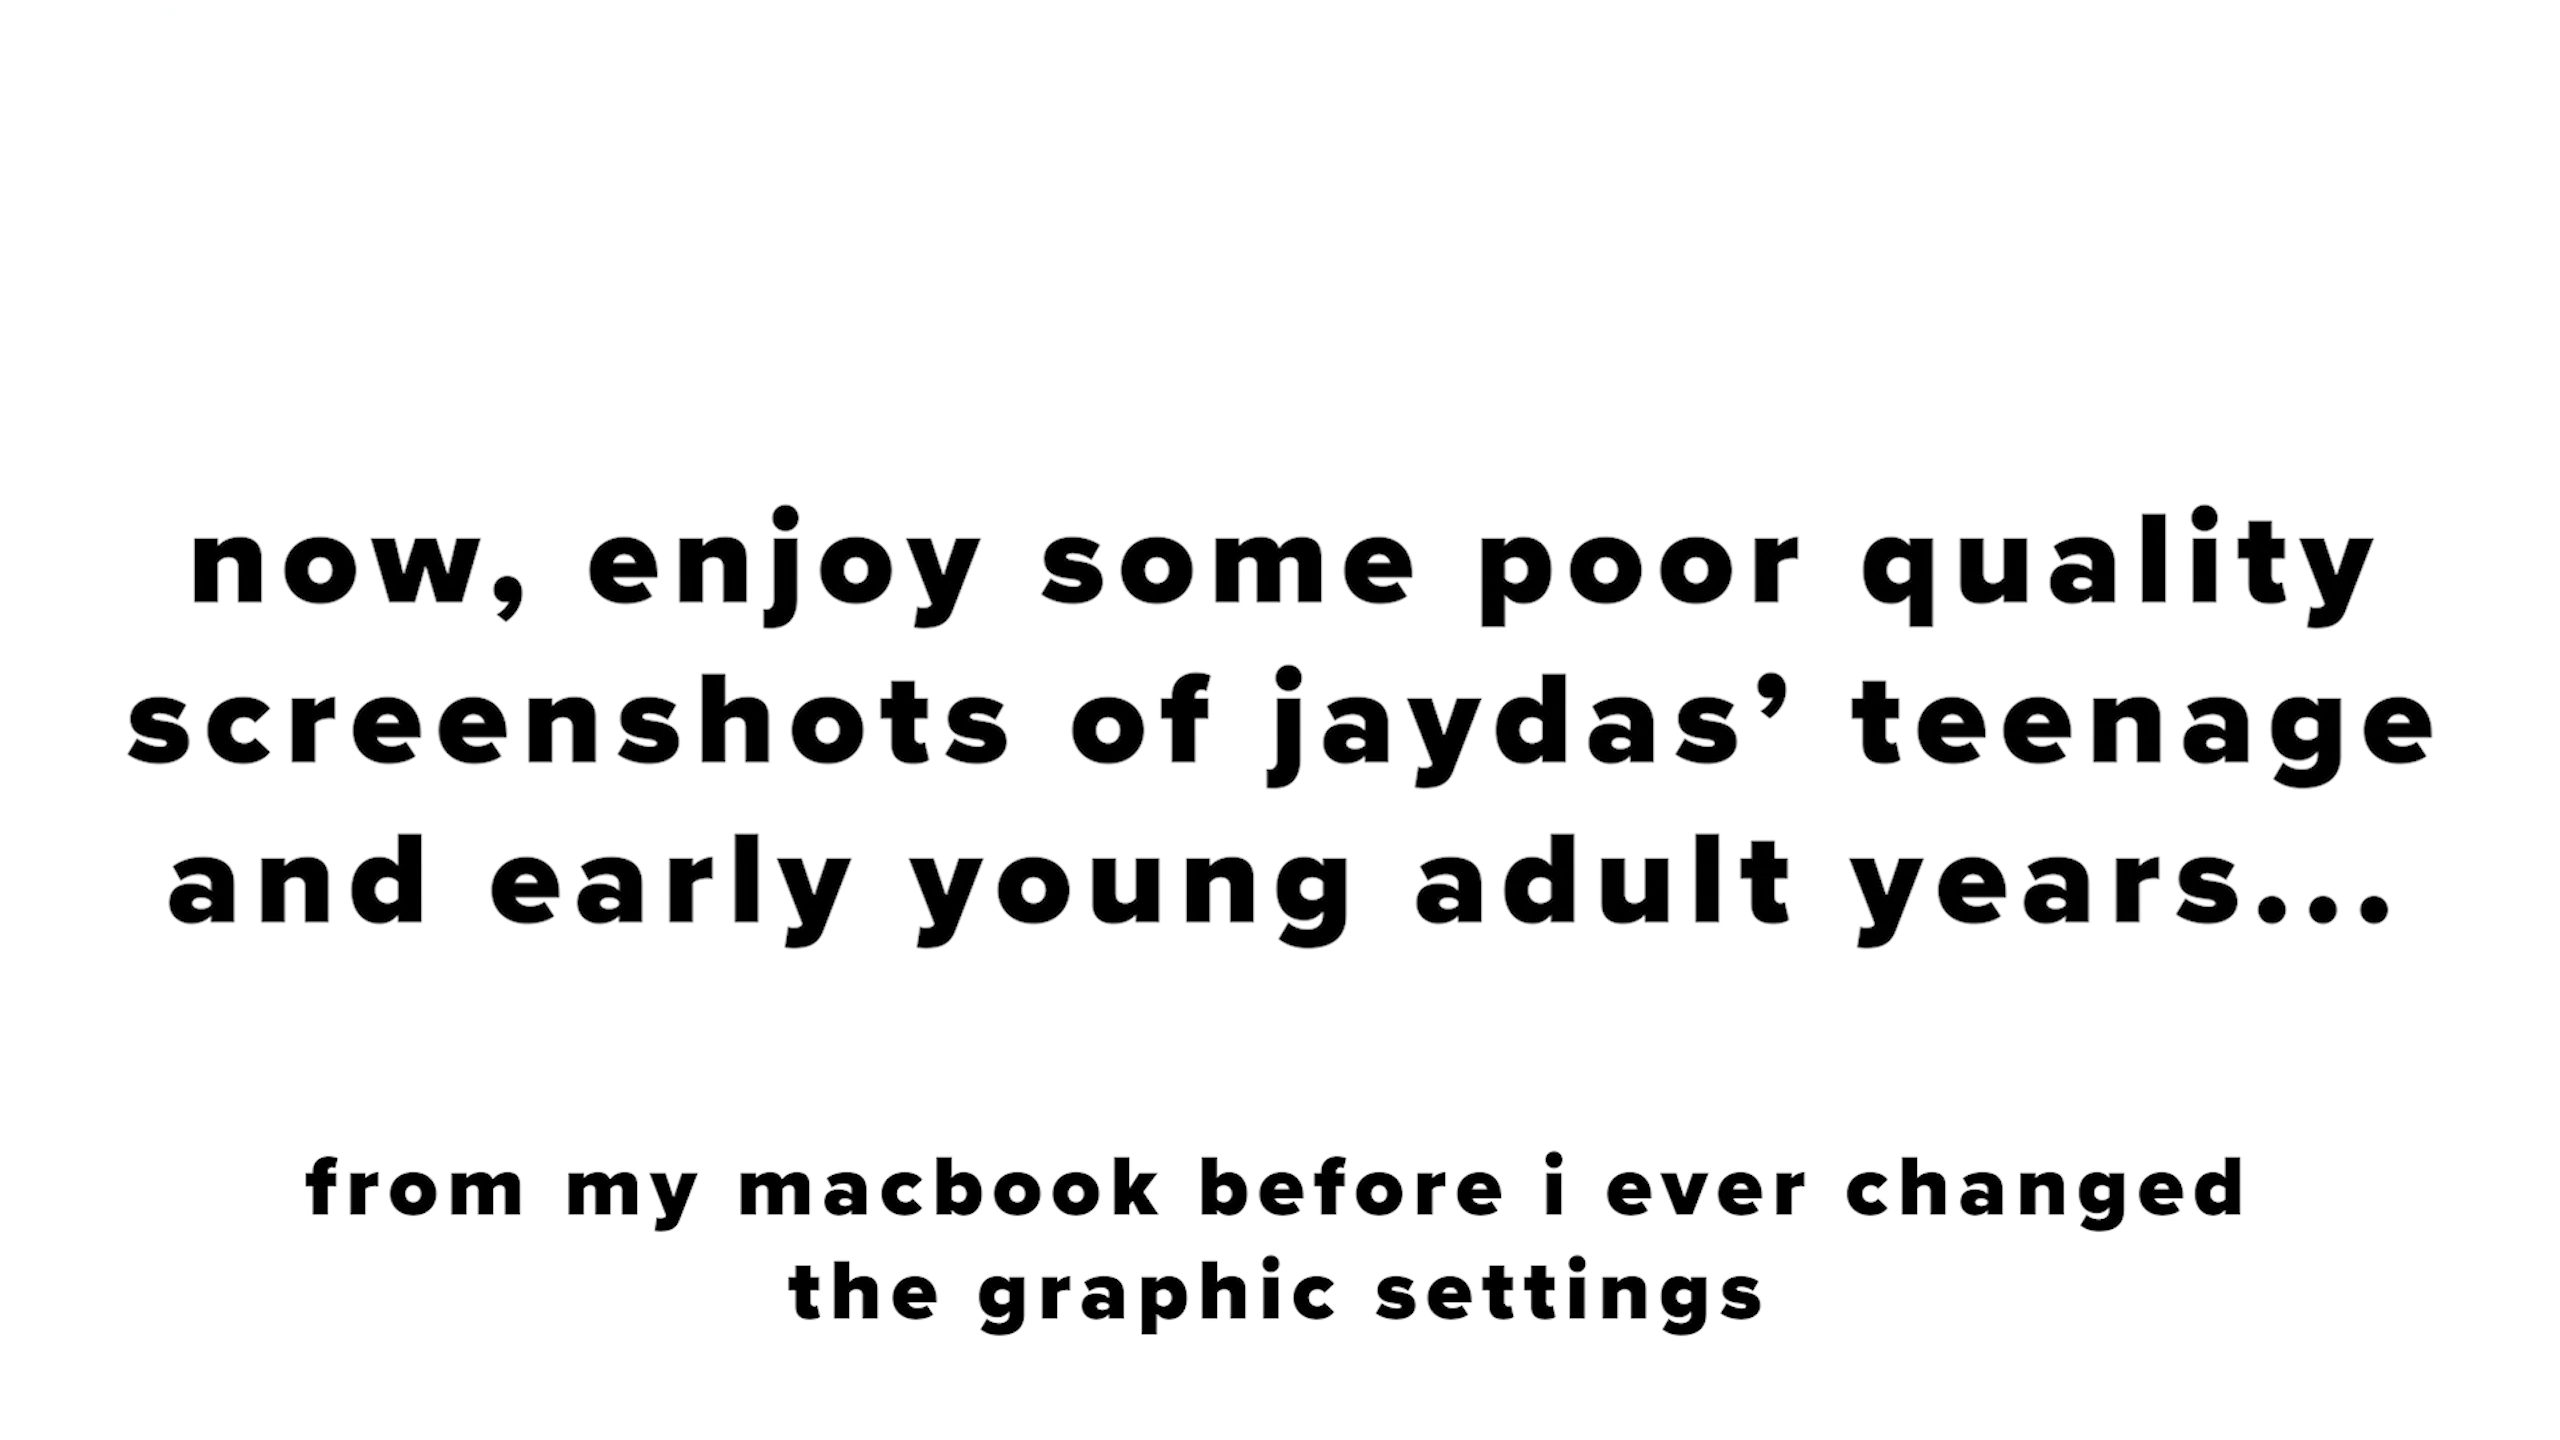 now, enjoy some poor quality
screenshots of jaydas’ teenage
and early young adult years...
from my macbook before i ever changed
the graphic settings